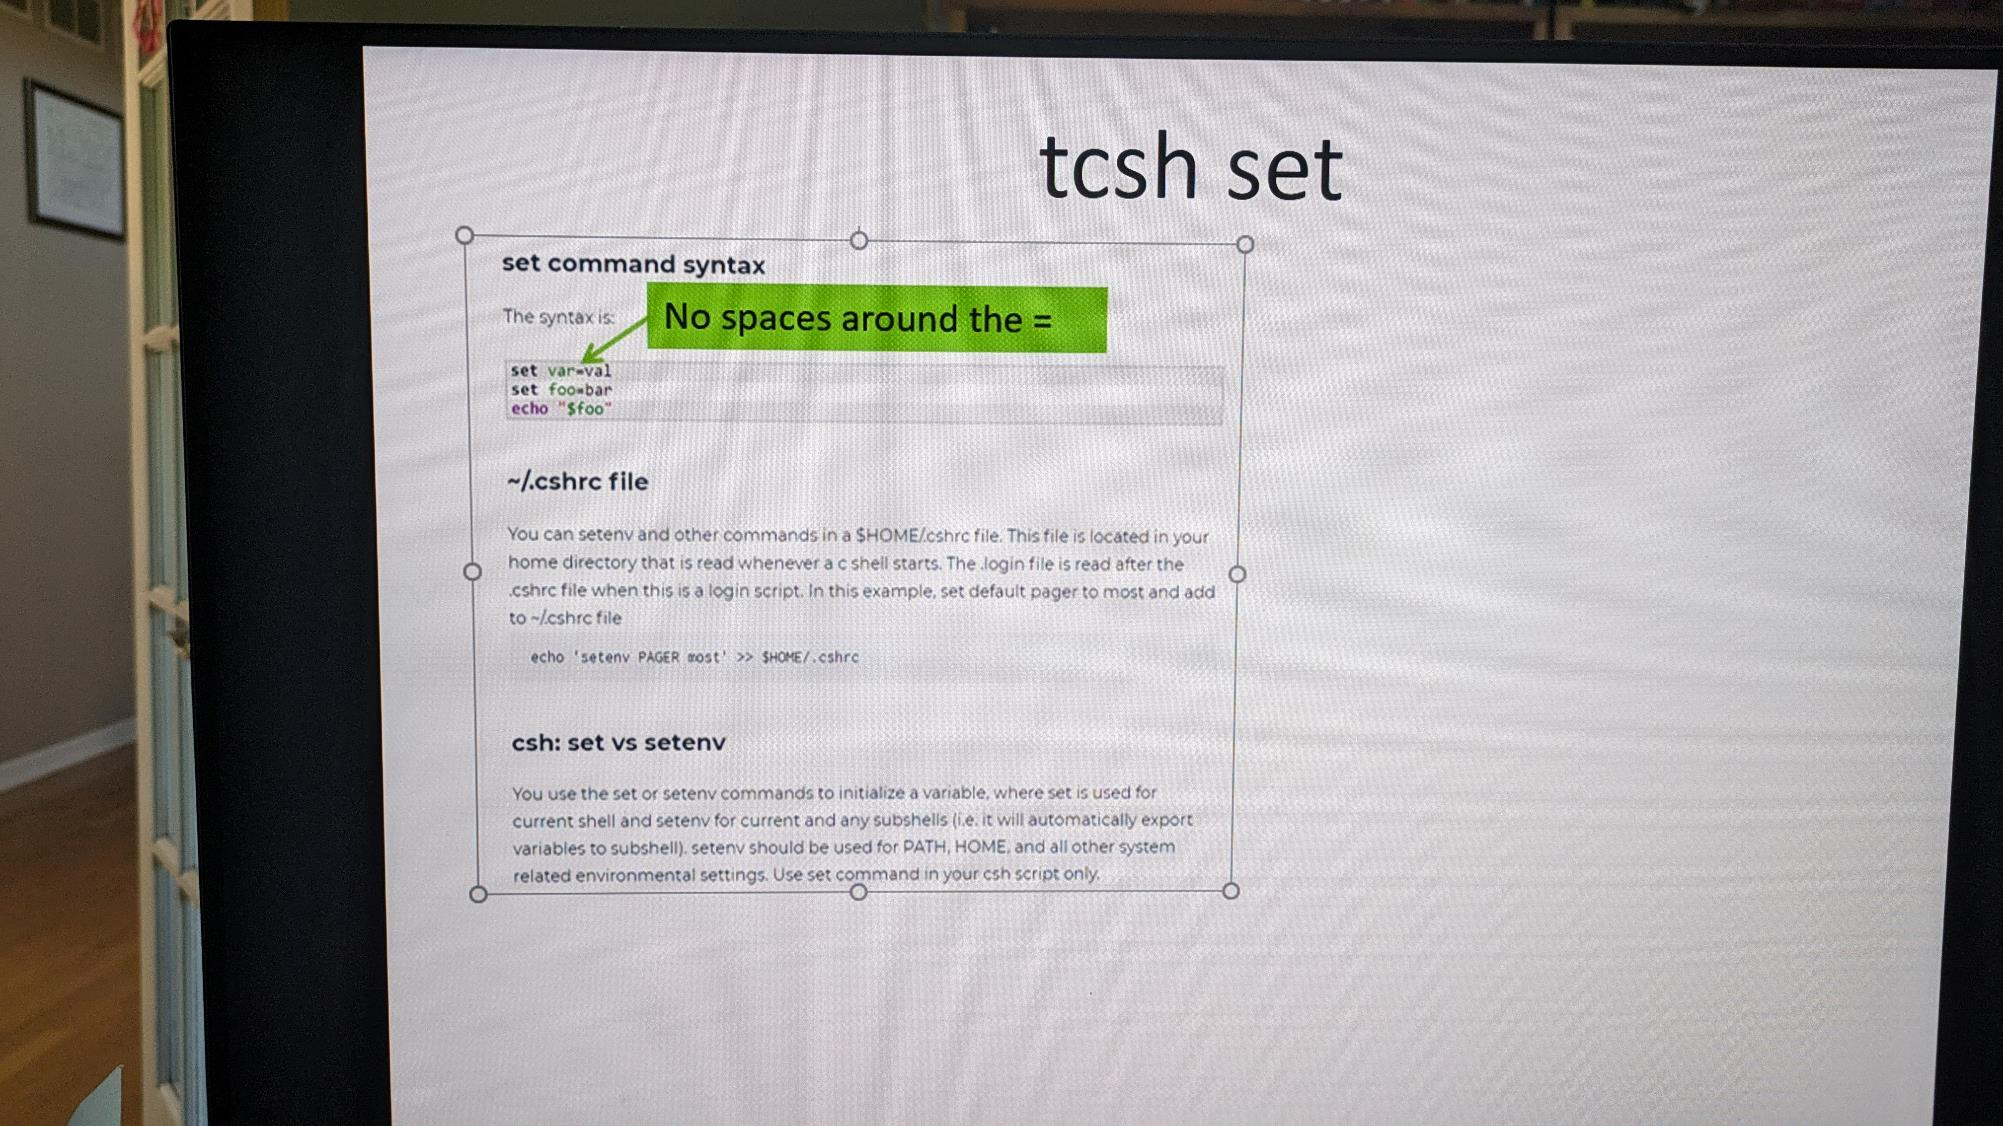 tcsh set
set command syntax
No spaces around the =
The syntax is:
set var=val
set foo=bar
echo "$foo"
~/.cshrc file
You can setenv and other commands in a $HOME/.cshrc file. This file is located in your
home directory that is read whenever a c shell starts. The .login file is read after the
.cshrc file when this is a login script. In this example, set default pager to most and add
to ~/.cshrc file
echo 'setenv PAGER most' >> $HOME/.cshrc
csh: set vs setenv
You use the set or setenv commands to initialize a variable, where set is used for
current shell and setenv for current and any subshells (i.e. it will automatically export
variables to subshell). setenv should be used for PATH, HOME, and all other system
related environmental settings. Use set command in your csh script only.